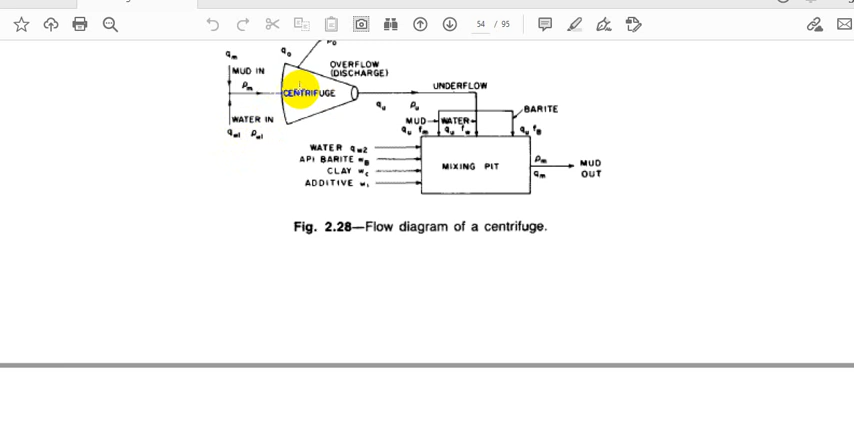 54 / 95
qm
qo
ρo
MUD IN
ρm
OVERFLOW
(DISCHARGE)
CENTRIFUGE
UNDERFLOW
qu ρu
WATER IN
qw1 ρw1
MUD WATER
BARITE
qu fm qu fw qu fB
WATER qw2
API BARITE wB
CLAY wc
ADDITIVE wi
MIXING PIT
ρm
qm
MUD
OUT
Fig. 2.28—Flow diagram of a centrifuge.